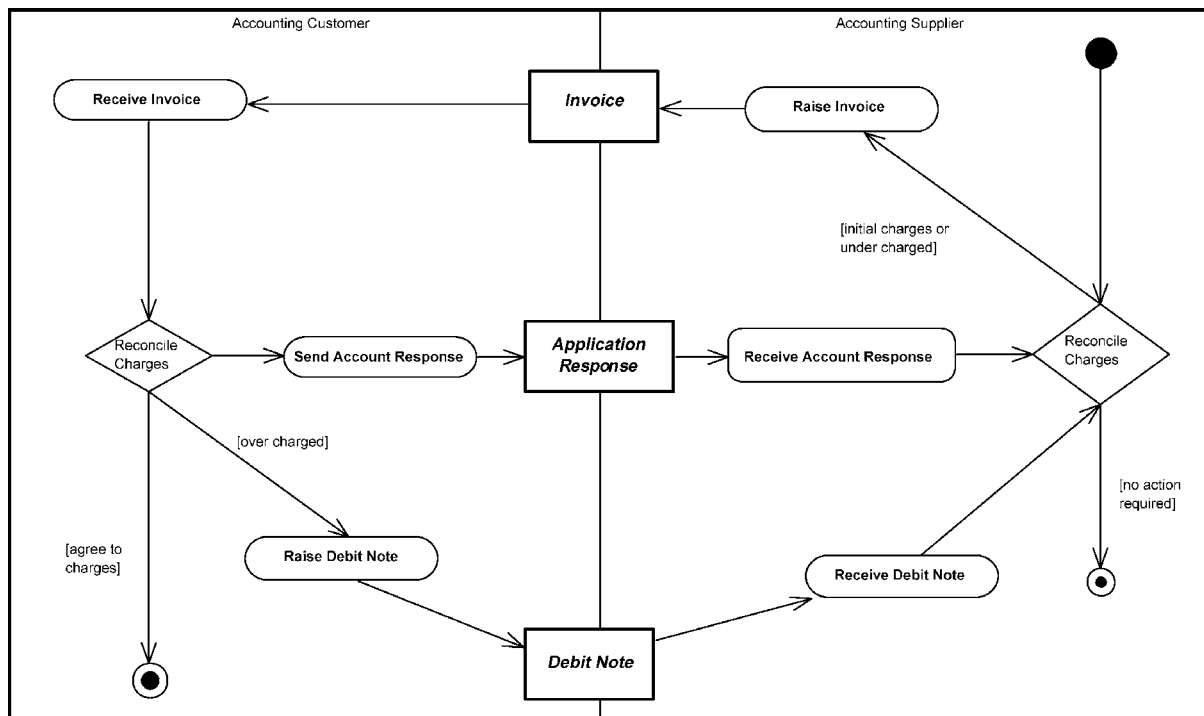 Accounting Customer
Accounting Supplier
Receive Invoice
Invoice
Raise Invoice
[initial charges or
under charged]
Reconcile
Charges
Send Account Response
Application
Response
Receive Account Response
Reconcile
Charges
[over charged]
[no action
required]
[agree to
charges]
Raise Debit Note
Receive Debit Note
Debit Note